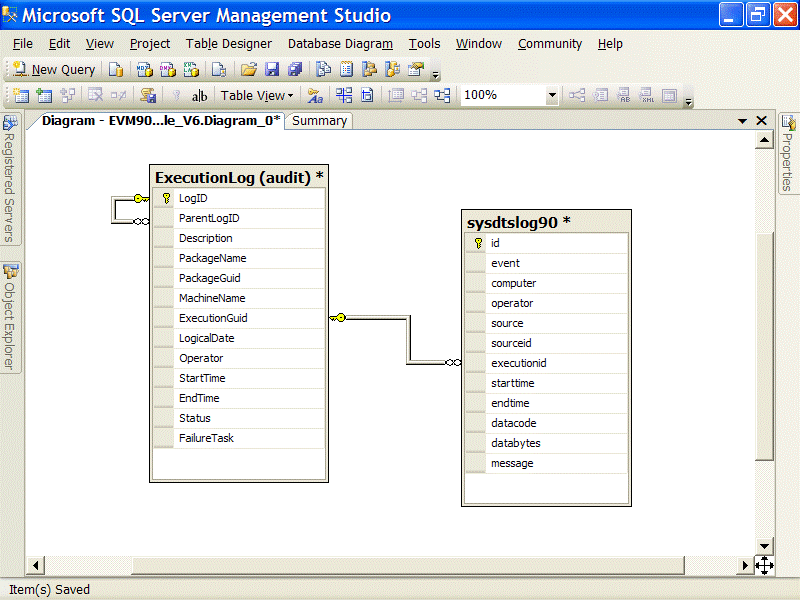 Microsoft SQL Server Management Studio
File Edit View Project Table Designer Database Diagram Tools Window Community Help
New Query
ab Table View 100%
Diagram - EVM90...le_V6.Diagram_0* Summary
Registered Servers
Object Explorer
Properties
ExecutionLog (audit) *
LogID
ParentLogID
Description
PackageName
PackageGuid
MachineName
ExecutionGuid
LogicalDate
Operator
StartTime
EndTime
Status
FailureTask
sysdtslog90 *
id
event
computer
operator
source
sourceid
executionid
starttime
endtime
datacode
databytes
message
Item(s) Saved